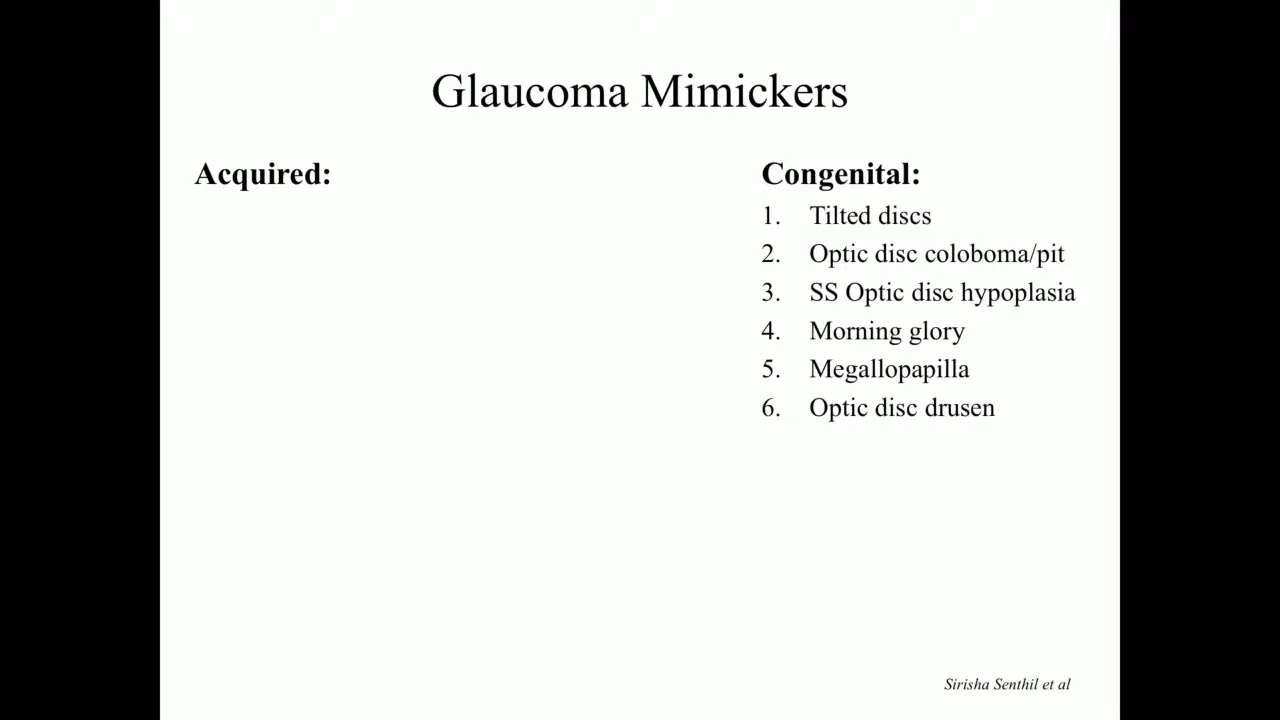 Glaucoma Mimickers
Acquired:
Congenital:
1. Tilted discs
2. Optic disc coloboma/pit
3. SS Optic disc hypoplasia
4. Morning glory
5. Megallopapilla
6. Optic disc drusen
Sirisha Senthil et al